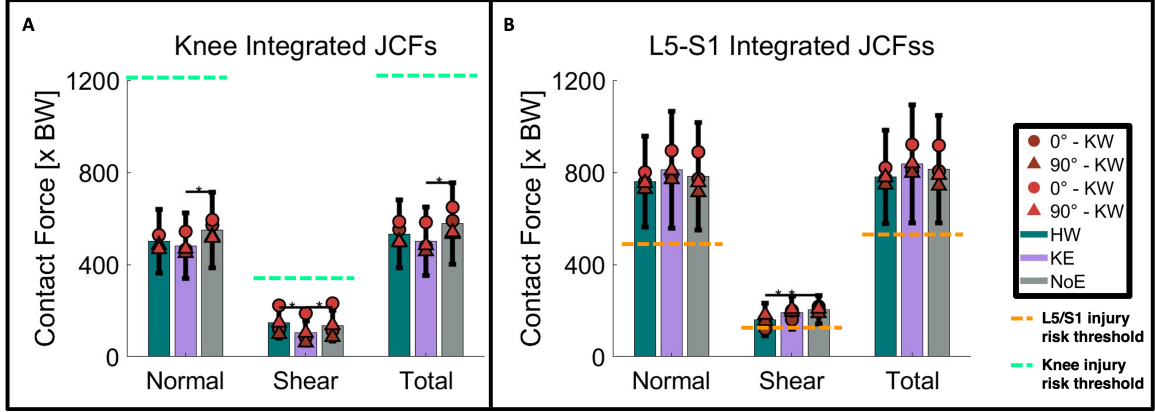 A
Knee Integrated JCFs
Contact Force [x BW]
1200
800
400
0
*
*
*
*
Normal
Shear
Total
B
L5-S1 Integrated JCFss
Contact Force [x BW]
1200
800
400
0
*
*
Normal
Shear
Total
0° - KW
90° - KW
0° - KW
90° - KW
HW
KE
NoE
L5/S1 injury
risk threshold
Knee injury
risk threshold